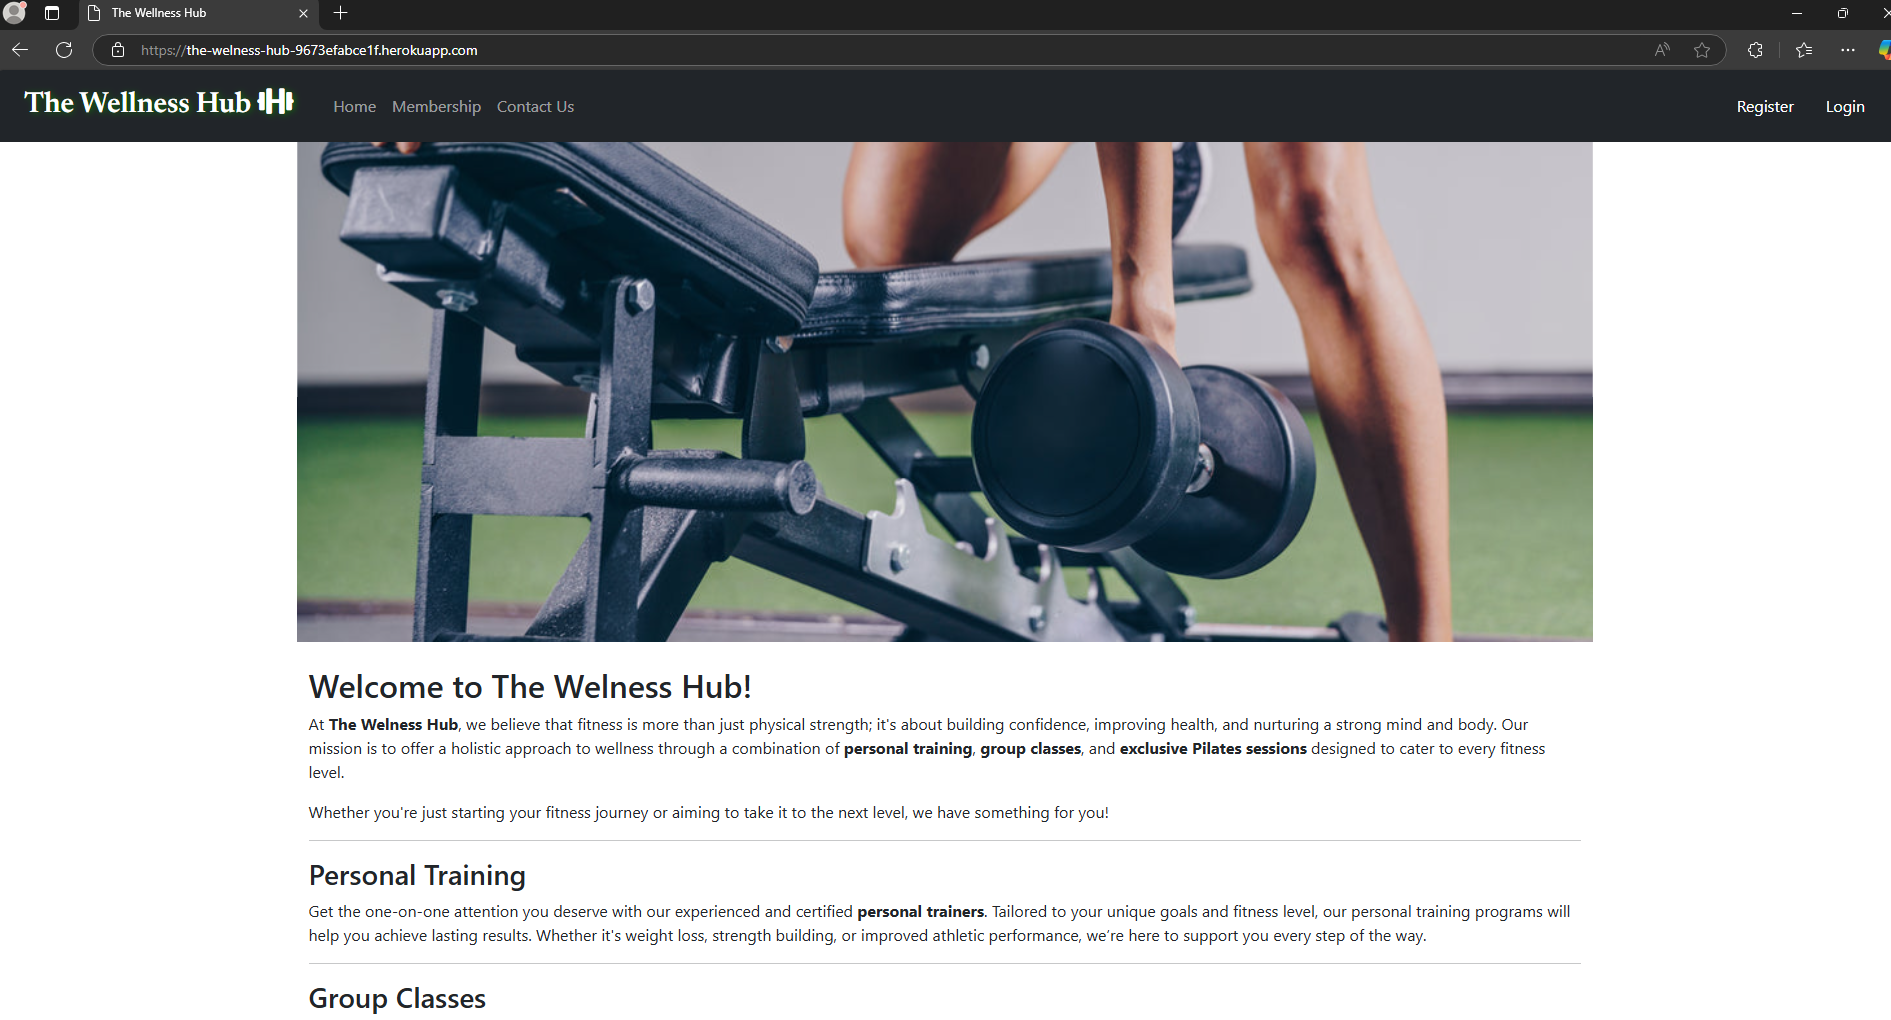 The Wellness Hub
https://the-welness-hub-9673efabce1f.herokuapp.com
The Wellness Hub
Home Membership Contact Us
Register Login
Welcome to The Welness Hub!
At The Welness Hub, we believe that fitness is more than just physical strength; it's about building confidence, improving health, and nurturing a strong mind and body. Our
mission is to offer a holistic approach to wellness through a combination of personal training, group classes, and exclusive Pilates sessions designed to cater to every fitness
level.
Whether you're just starting your fitness journey or aiming to take it to the next level, we have something for you!
Personal Training
Get the one-on-one attention you deserve with our experienced and certified personal trainers. Tailored to your unique goals and fitness level, our personal training programs will
help you achieve lasting results. Whether it's weight loss, strength building, or improved athletic performance, we’re here to support you every step of the way.
Group Classes